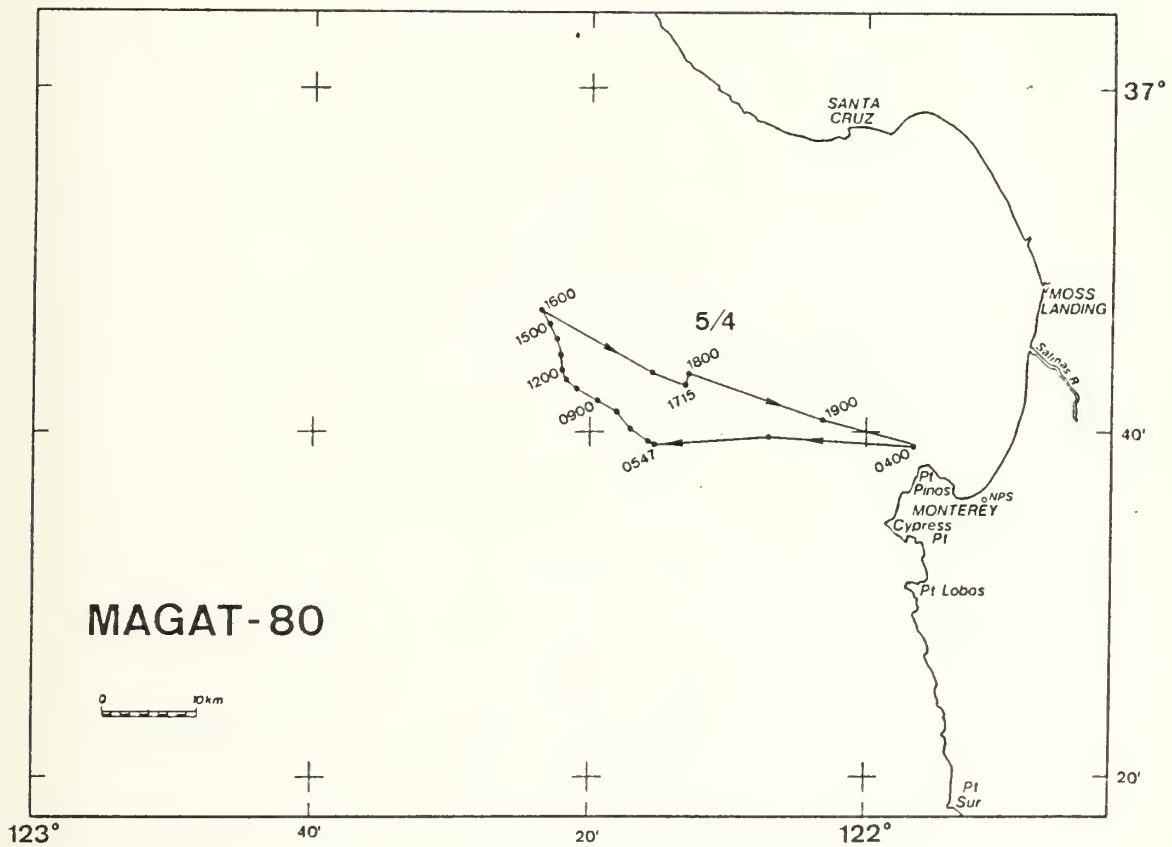 37°
SANTA
CRUZ
MOSS
LANDING
Salinas R
1600
1500
5/4
1800
1200
1715
0900
1900
40'
0547
0400
Pt
Pinos
NPS
MONTEREY
Cypress
Pt
Pt Lobos
MAGAT-80
0 10km
20'
Pt
Sur
123°
40'
20'
122°